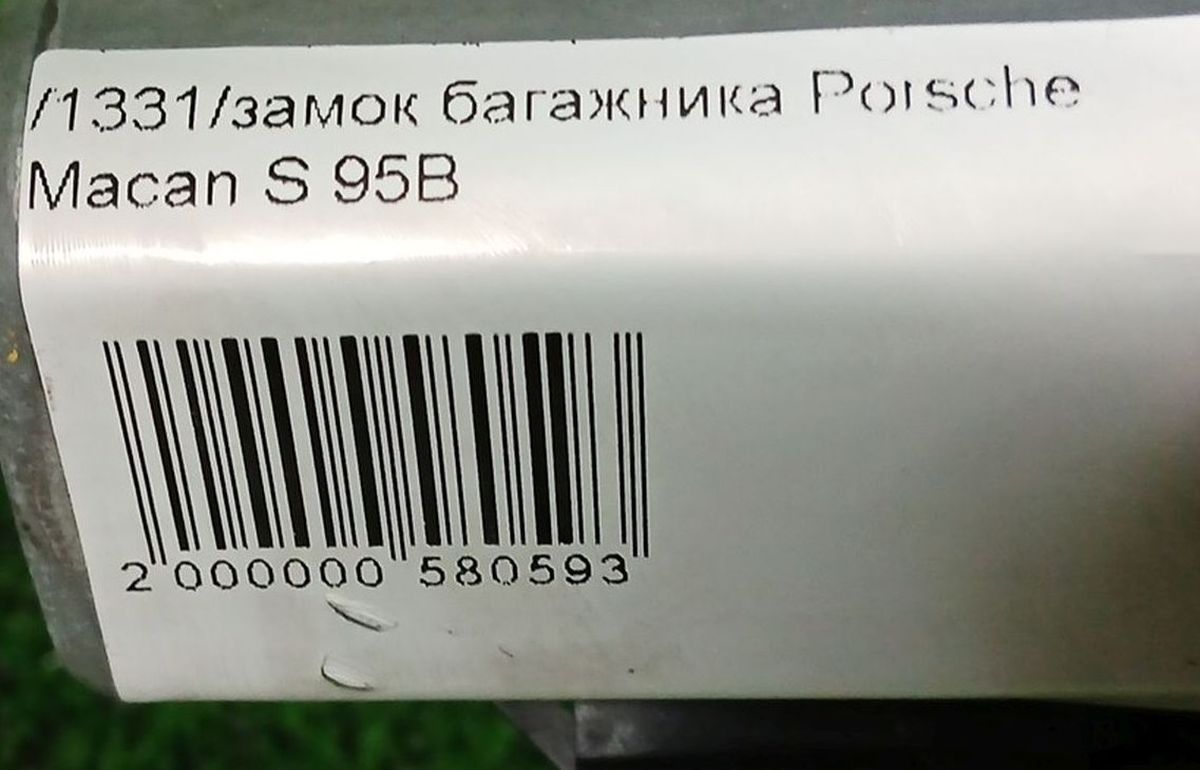 /1331/замок багажника Porsche
Macan S 95B
2 000000 580593